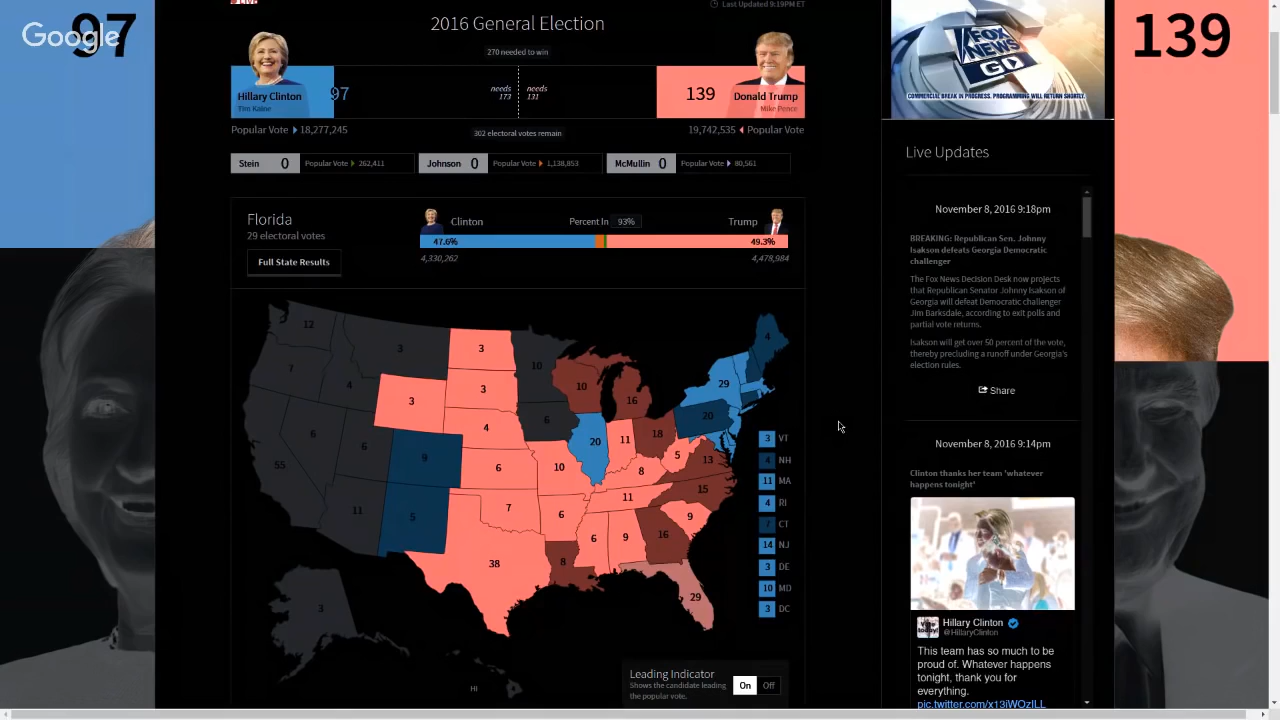 Google
97
LIVE
Last Updated 9:19PM ET
2016 General Election
139
270 needed to win
Hillary Clinton
Tim Kaine
97
needs
173
needs
131
139
Donald Trump
Mike Pence
Popular Vote 18,277,245
302 electoral votes remain
19,742,535 Popular Vote
Stein 0 Popular Vote 262,411
Johnson 0 Popular Vote 1,138,853
McMullin 0 Popular Vote 80,561
Florida
29 electoral votes
Full State Results
Clinton
Percent In 93%
Trump
47.6%
49.3%
4,330,262
4,478,984
12
3
3
10
4
7
4
3
3
10
16
29
20
6
6
9
4
6
6
20
11
18
5
13
55
11
5
6
10
8
15
7
6
11
9
38
8
6
9
16
29
3
HI
3 VT
4 NH
11 MA
4 RI
7 CT
14 NJ
3 DE
10 MD
3 DC
Leading Indicator
Shows the candidate leading
the popular vote.
On Off
FOX
NEWS
GO
COMMERCIAL BREAK IN PROGRESS. PROGRAMMING WILL RETURN SHORTLY.
Live Updates
November 8, 2016 9:18pm
BREAKING: Republican Sen. Johnny
Isakson defeats Georgia Democratic
challenger
The Fox News Decision Desk now projects
that Republican Senator Johnny Isakson of
Georgia will defeat Democratic challenger
Jim Barksdale, according to exit polls and
partial vote returns.
Isakson will get over 50 percent of the vote,
thereby precluding a runoff under Georgia's
election rules.
Share
November 8, 2016 9:14pm
Clinton thanks her team 'whatever
happens tonight'
Hillary Clinton
@HillaryClinton
This team has so much to be
proud of. Whatever happens
tonight, thank you for
everything.
pic.twitter.com/x13iWOzILL